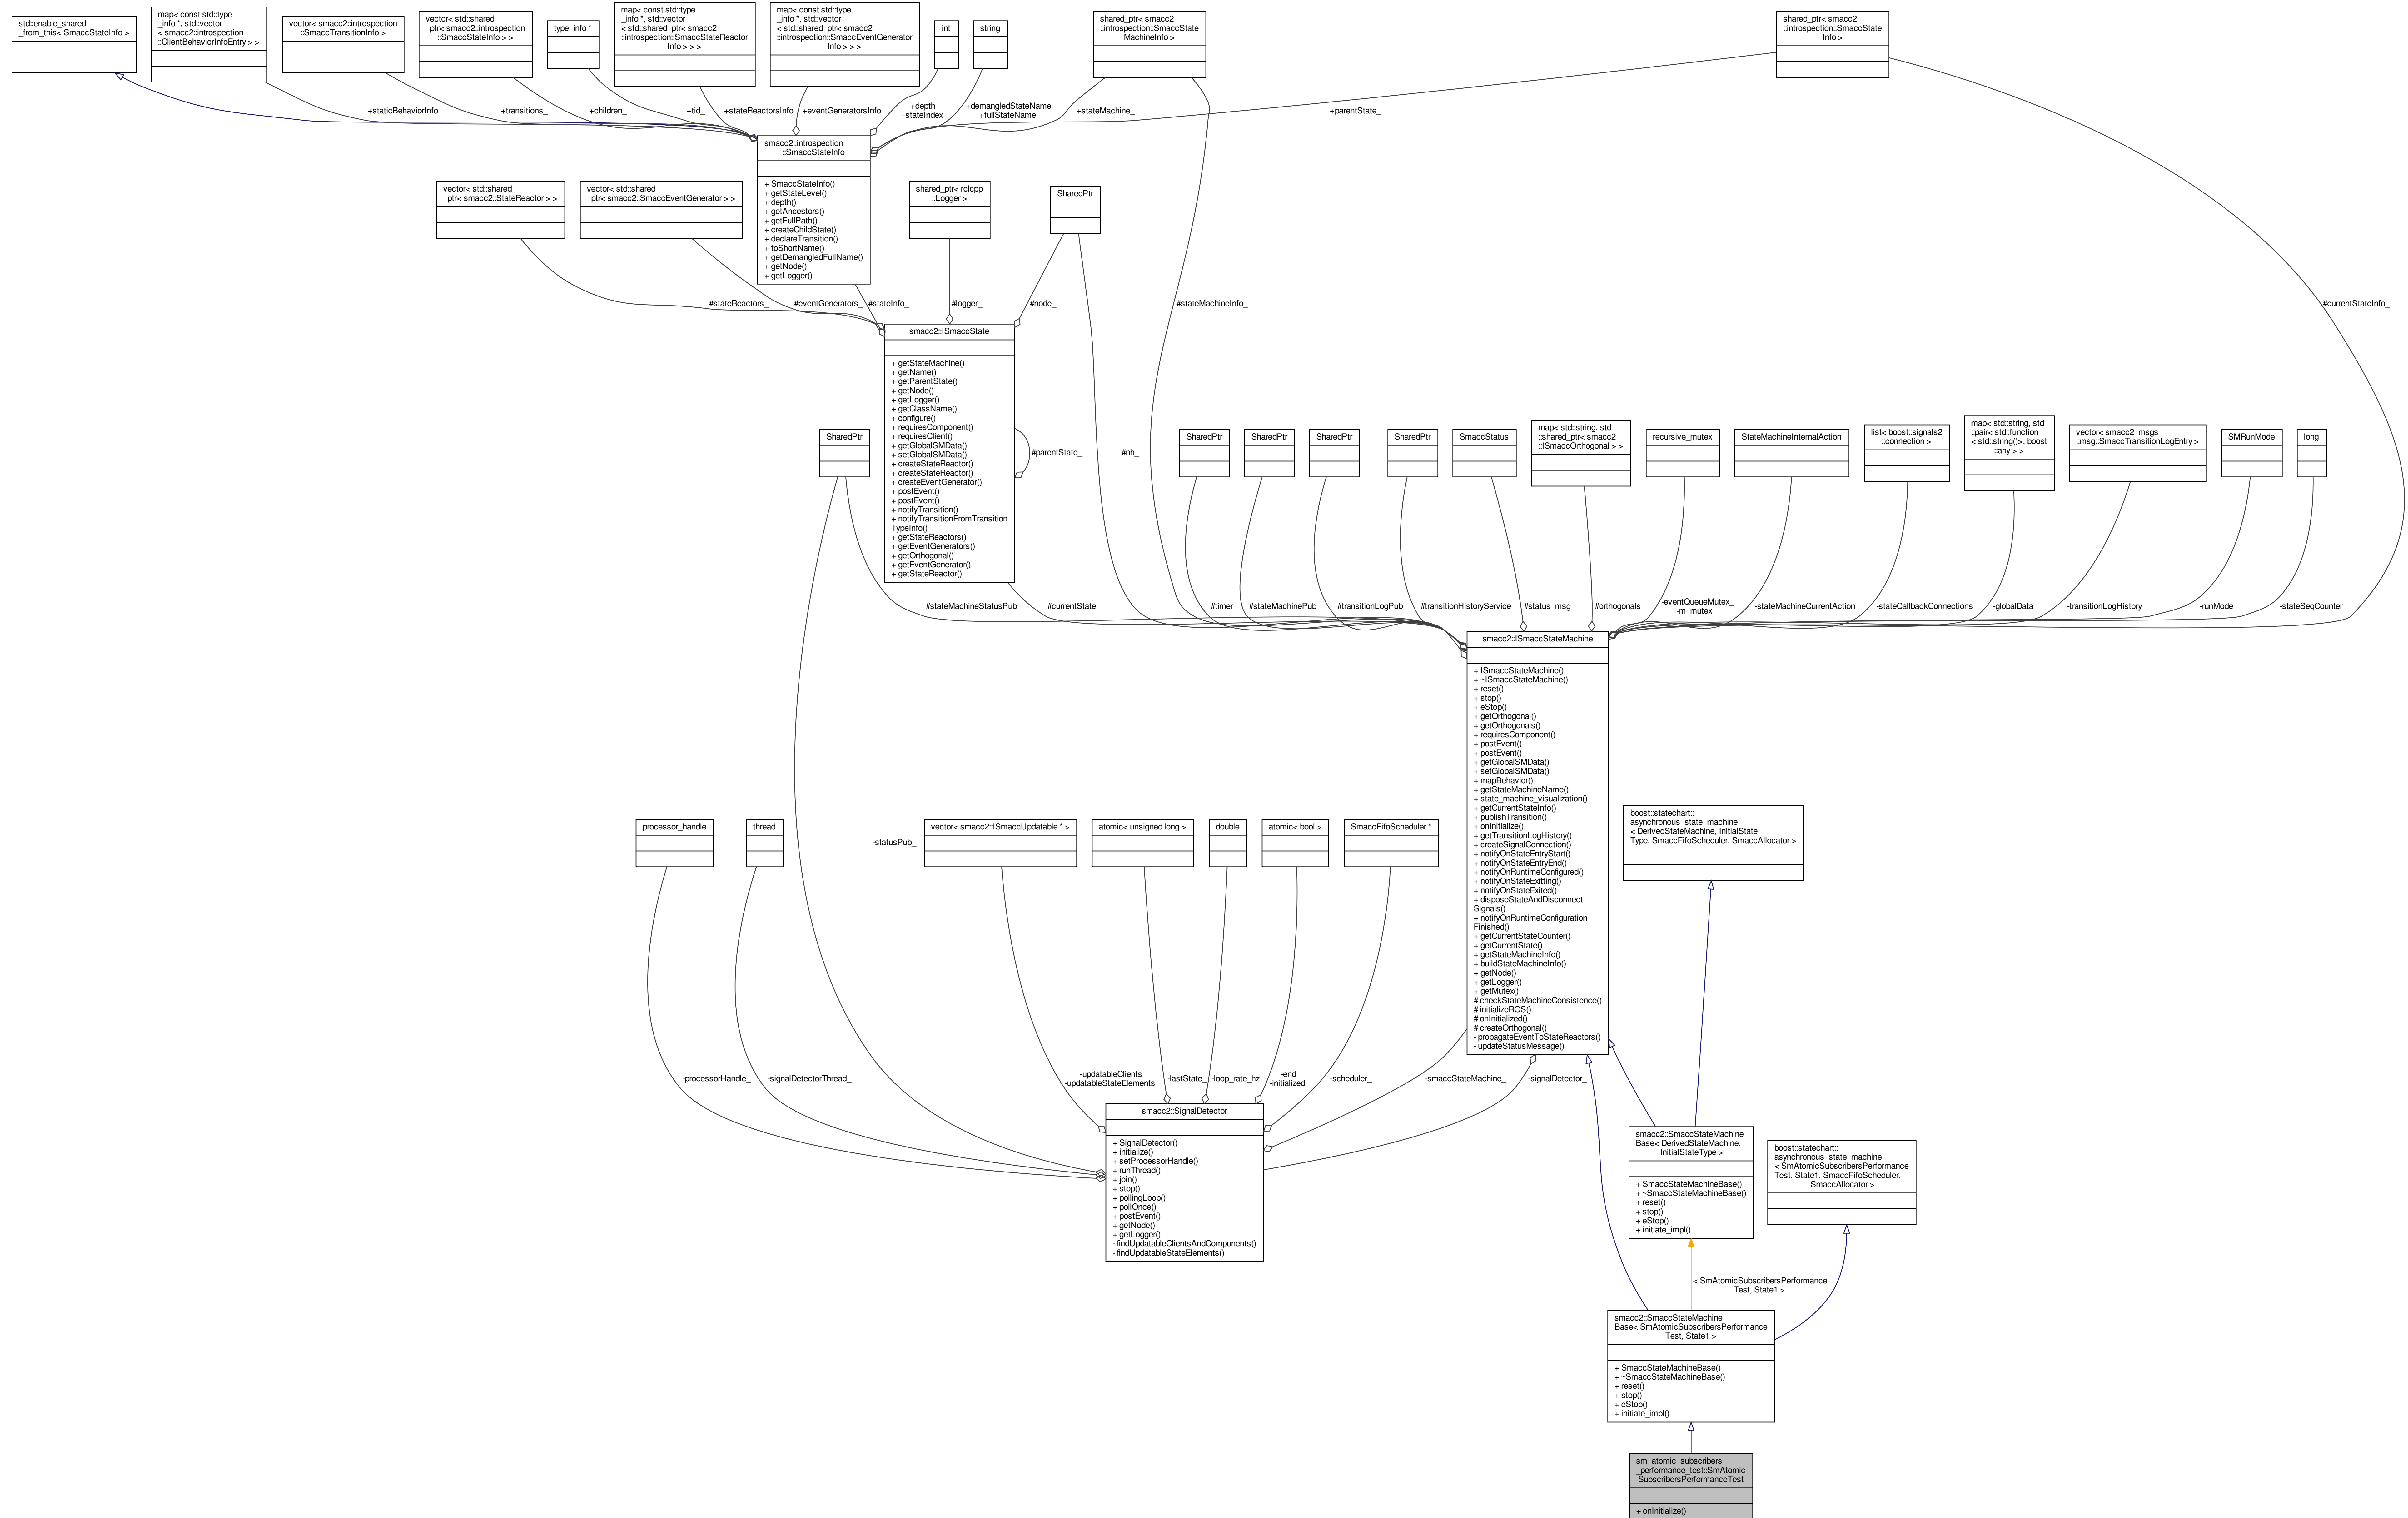 std::enable_shared
_from_this< SmaccStateInfo >
map< const std::type
_info *, std::vector
< smacc2::introspection
::ClientBehaviorInfoEntry > >
vector< smacc2::introspection
::SmaccTransitionInfo >
vector< std::shared
_ptr< smacc2::introspection
::SmaccStateInfo > >
type_info *
map< const std::type
_info *, std::vector
< std::shared_ptr< smacc2
::introspection::SmaccStateReactor
Info > > >
map< const std::type
_info *, std::vector
< std::shared_ptr< smacc2
::introspection::SmaccEventGenerator
Info > > >
int
string
shared_ptr< smacc2
::introspection::SmaccState
MachineInfo >
shared_ptr< smacc2
::introspection::SmaccState
Info >
+staticBehaviorInfo
+transitions_
+children_
+tid_
+stateReactorsInfo
+eventGeneratorsInfo
+depth_
+stateIndex_
+demangledStateName
+fullStateName
+stateMachine_
+parentState_
smacc2::introspection
::SmaccStateInfo
+ SmaccStateInfo()
+ getStateLevel()
+ depth()
+ getAncestors()
+ getFullPath()
+ createChildState()
+ declareTransition()
+ toShortName()
+ getDemangledFullName()
+ getNode()
+ getLogger()
vector< std::shared
_ptr< smacc2::StateReactor > >
vector< std::shared
_ptr< smacc2::SmaccEventGenerator > >
shared_ptr< rclcpp
::Logger >
SharedPtr
#stateReactors_
#eventGenerators_
#stateInfo_
#logger_
#node_
#stateMachineInfo_
#currentStateInfo_
smacc2::ISmaccState
+ getStateMachine()
+ getName()
+ getParentState()
+ getNode()
+ getLogger()
+ getClassName()
+ configure()
+ requiresComponent()
+ requiresClient()
+ getGlobalSMData()
+ setGlobalSMData()
+ createStateReactor()
+ createStateReactor()
+ createEventGenerator()
+ postEvent()
+ postEvent()
+ notifyTransition()
+ notifyTransitionFromTransition
TypeInfo()
+ getStateReactors()
+ getEventGenerators()
+ getOrthogonal()
+ getEventGenerator()
+ getStateReactor()
#parentState_
#nh_
SharedPtr
SharedPtr
SharedPtr
SharedPtr
SharedPtr
SmaccStatus
map< std::string, std
::shared_ptr< smacc2
::ISmaccOrthogonal > >
recursive_mutex
StateMachineInternalAction
list< boost::signals2
::connection >
map< std::string, std
::pair< std::function
< std::string()>, boost
::any > >
vector< smacc2_msgs
::msg::SmaccTransitionLogEntry >
SMRunMode
long
#stateMachineStatusPub_
#currentState_
#timer_
#stateMachinePub_
#transitionLogPub_
#transitionHistoryService_
#status_msg_
#orthogonals_
-eventQueueMutex_
-m_mutex_
-stateMachineCurrentAction
-stateCallbackConnections
-globalData_
-transitionLogHistory_
-runMode_
-stateSeqCounter_
smacc2::ISmaccStateMachine
+ ISmaccStateMachine()
+ ~ISmaccStateMachine()
+ reset()
+ stop()
+ eStop()
+ getOrthogonal()
+ getOrthogonals()
+ requiresComponent()
+ postEvent()
+ postEvent()
+ getGlobalSMData()
+ setGlobalSMData()
+ mapBehavior()
+ getStateMachineName()
+ state_machine_visualization()
+ getCurrentStateInfo()
+ publishTransition()
+ onInitialize()
+ getTransitionLogHistory()
+ createSignalConnection()
+ notifyOnStateEntryStart()
+ notifyOnStateEntryEnd()
+ notifyOnRuntimeConfigured()
+ notifyOnStateExitting()
+ notifyOnStateExited()
+ disposeStateAndDisconnect
Signals()
+ notifyOnRuntimeConfiguration
Finished()
+ getCurrentStateCounter()
+ getCurrentState()
+ getStateMachineInfo()
+ buildStateMachineInfo()
+ getNode()
+ getLogger()
+ getMutex()
# checkStateMachineConsistence()
# initializeROS()
# onInitialized()
# createOrthogonal()
- propagateEventToStateReactors()
- updateStatusMessage()
processor_handle
thread
-statusPub_
vector< smacc2::ISmaccUpdatable * >
atomic< unsigned long >
double
atomic< bool >
SmaccFifoScheduler *
boost::statechart::
asynchronous_state_machine
< DerivedStateMachine, InitialState
Type, SmaccFifoScheduler, SmaccAllocator >
-processorHandle_
-signalDetectorThread_
-updatableClients_
-updatableStateElements_
-lastState_
-loop_rate_hz
-end_
-initialized_
-scheduler_
-smaccStateMachine_
-signalDetector_
smacc2::SignalDetector
+ SignalDetector()
+ initialize()
+ setProcessorHandle()
+ runThread()
+ join()
+ stop()
+ pollingLoop()
+ pollOnce()
+ postEvent()
+ getNode()
+ getLogger()
- findUpdatableClientsAndComponents()
- findUpdatableStateElements()
smacc2::SmaccStateMachine
Base< DerivedStateMachine,
InitialStateType >
+ SmaccStateMachineBase()
+ ~SmaccStateMachineBase()
+ reset()
+ stop()
+ eStop()
+ initiate_impl()
boost::statechart::
asynchronous_state_machine
< SmAtomicSubscribersPerformance
Test, State1, SmaccFifoScheduler,
SmaccAllocator >
< SmAtomicSubscribersPerformance
Test, State1 >
smacc2::SmaccStateMachine
Base< SmAtomicSubscribersPerformance
Test, State1 >
+ SmaccStateMachineBase()
+ ~SmaccStateMachineBase()
+ reset()
+ stop()
+ eStop()
+ initiate_impl()
sm_atomic_subscribers
_performance_test::SmAtomic
SubscribersPerformanceTest
+ onInitialize()